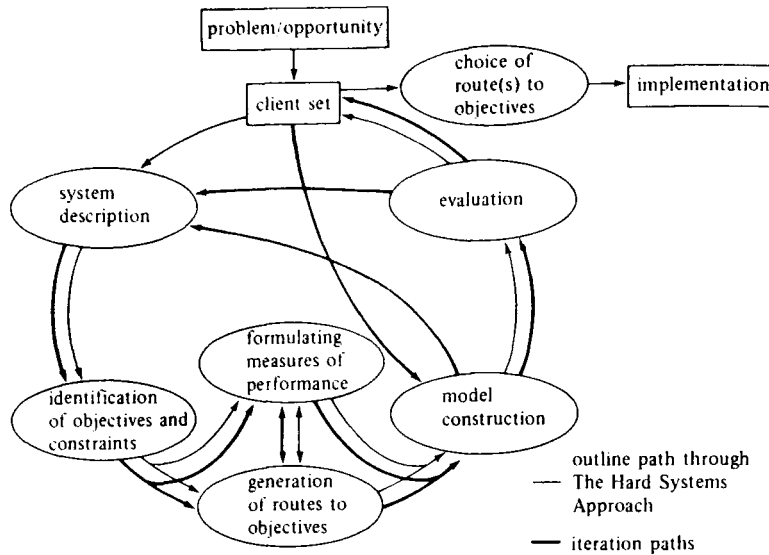 problem/opportunity
client set
choice of
route(s) to
objectives
implementation
system
description
evaluation
formulating
measures of
performance
identification
of objectives and
constraints
model
construction
generation
of routes to
objectives
outline path through
The Hard Systems
Approach
iteration paths